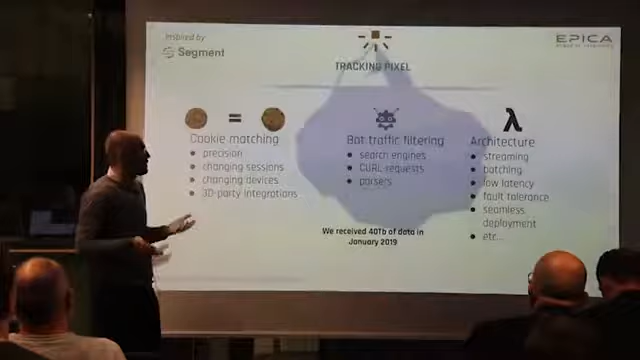 Inspired by
Segment
EPICA
TRACKING PIXEL
=
Cookie matching
precision
changing sessions
changing devices
3D-party integrations
Bot traffic filtering
search engines
CURL requests
parsers
We received 40Tb of data in
January 2019
λ
Architecture
streaming
batching
low latency
fault tolerance
seamless
deployment
etc...